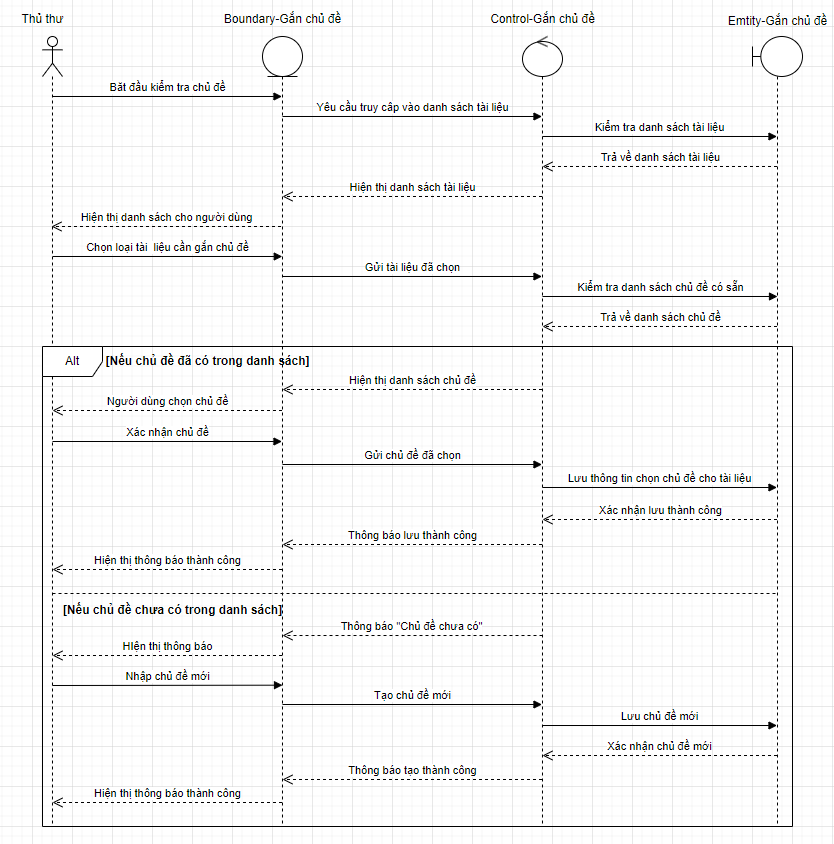 Thủ thư
Boundary-Gắn chủ đề
Control-Gắn chủ đề
Emtity-Gắn chủ đề
Băt đầu kiểm tra chủ đề
Yêu cầu truy câp vào danh sách tài liệu
Kiểm tra danh sách tài liệu
Trả về danh sách tài liệu
Hiện thị danh sách tài liệu
Hiện thị danh sách cho người dùng
Chọn loại tài liệu cần gắn chủ đề
Gửi tài liệu đã chọn
Kiểm tra danh sách chủ đề có sẵn
Trả về danh sách chủ đề
Alt
[Nếu chủ đề đã có trong danh sách]
Hiện thị danh sách chủ đề
Người dùng chọn chủ đề
Xác nhận chủ đề
Gửi chủ đề đã chọn
Lưu thông tin chọn chủ đề cho tài liệu
Xác nhận lưu thành công
Thông báo lưu thành công
Hiện thị thông báo thành công
[Nếu chủ đề chưa có trong danh sách]
Thông báo "Chủ đề chưa có"
HIện thị thông báo
Nhập chủ đề mới
Tạo chủ đề mới
Lưu chủ đề mới
Xác nhận chủ đề mới
Thông báo tạo thành công
Hiện thị thông báo thành công